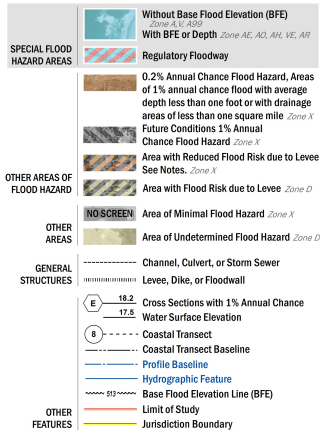 Without Base Flood Elevation (BFE)
Zone A,V, A99
With BFE or Depth Zone AE, AO, AH, VE, AR
SPECIAL FLOOD
HAZARD AREAS
Regulatory Floodway
0.2% Annual Chance Flood Hazard, Areas
of 1% annual chance flood with average
depth less than one foot or with drainage
areas of less than one square mile Zone X
Future Conditions 1% Annual
Chance Flood Hazard Zone X
Area with Reduced Flood Risk due to Levee
See Notes. Zone X
OTHER AREAS OF
FLOOD HAZARD
Area with Flood Risk due to Levee Zone D
NO SCREEN
Area of Minimal Flood Hazard Zone X
OTHER
AREAS
Area of Undetermined Flood Hazard Zone D
GENERAL
STRUCTURES
Channel, Culvert, or Storm Sewer
Levee, Dike, or Floodwall
E 18.2 Cross Sections with 1% Annual Chance
17.5 Water Surface Elevation
8 Coastal Transect
Coastal Transect Baseline
Profile Baseline
Hydrographic Feature
513 Base Flood Elevation Line (BFE)
OTHER
FEATURES
Limit of Study
Jurisdiction Boundary